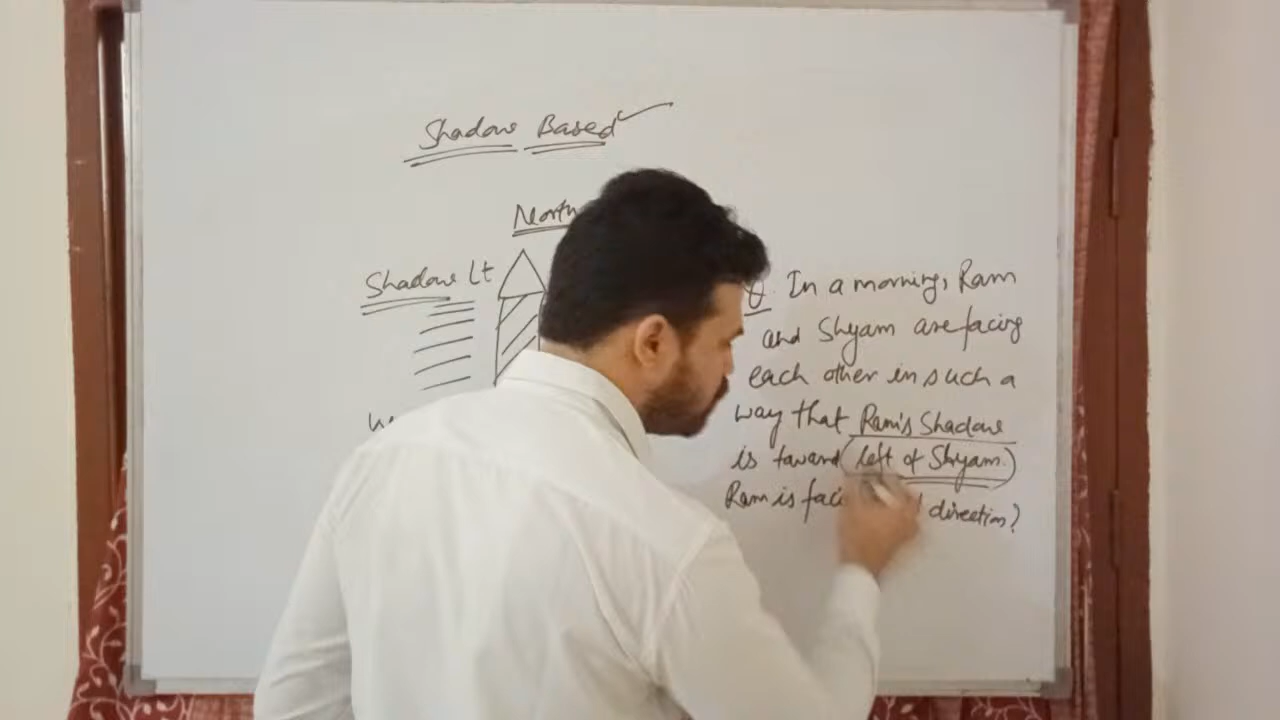 Shadow Based
North
Shadow Lt
Q. In a morning, Ram
and Shyam are facing
each other in such a
way that Ram's Shadow
is toward (left of Shyam.)
Ram is direction?